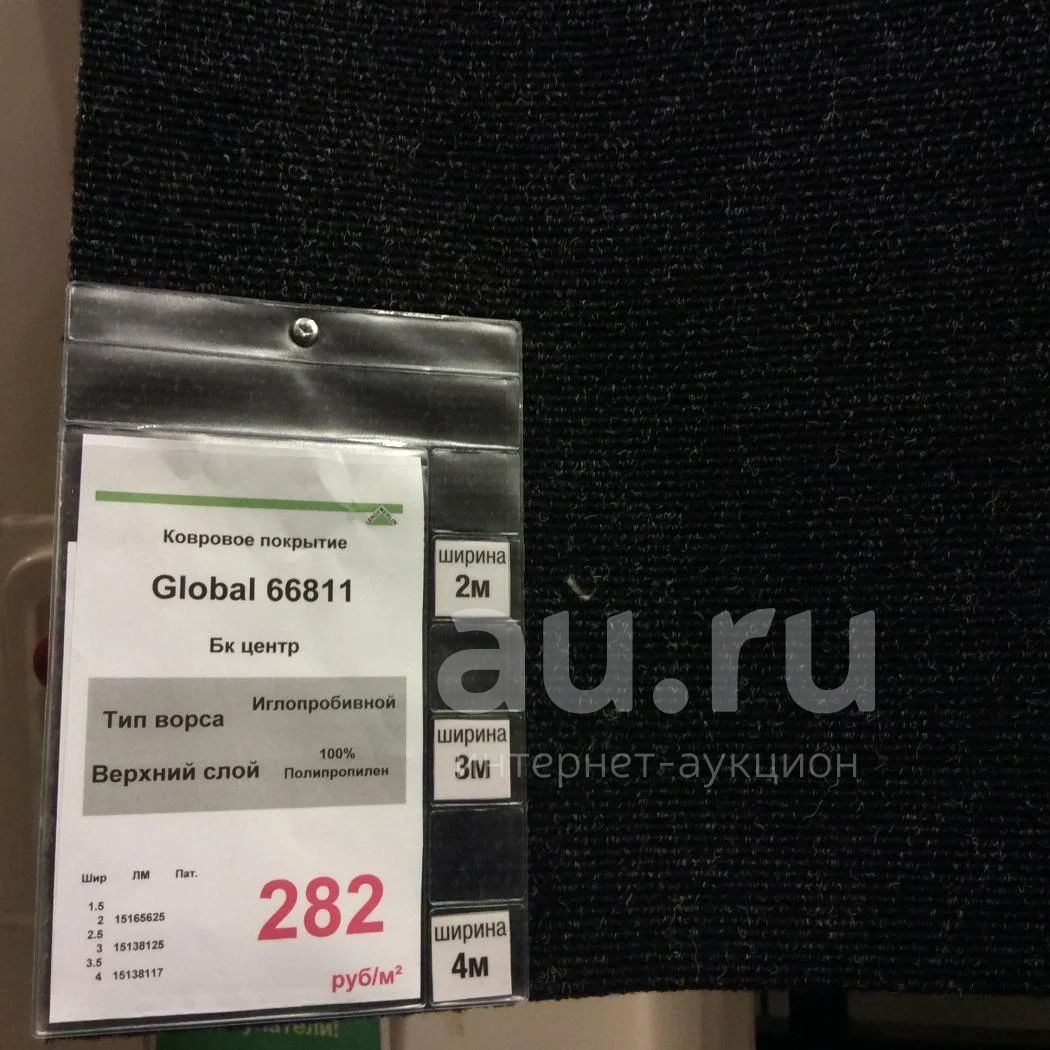 LEROY MERLIN
Ковровое покрытие
Global 66811
Бк центр
Тип ворса Иглопробивной
Верхний слой 100% Полипропилен
Шир ЛМ Пат.
1.5
2 15165625
2.5
3 15138125
3.5
4 15138117
282
руб/м²
ширина
2м
ширина
3м
ширина
4м
au.ru
интернет-аукцион